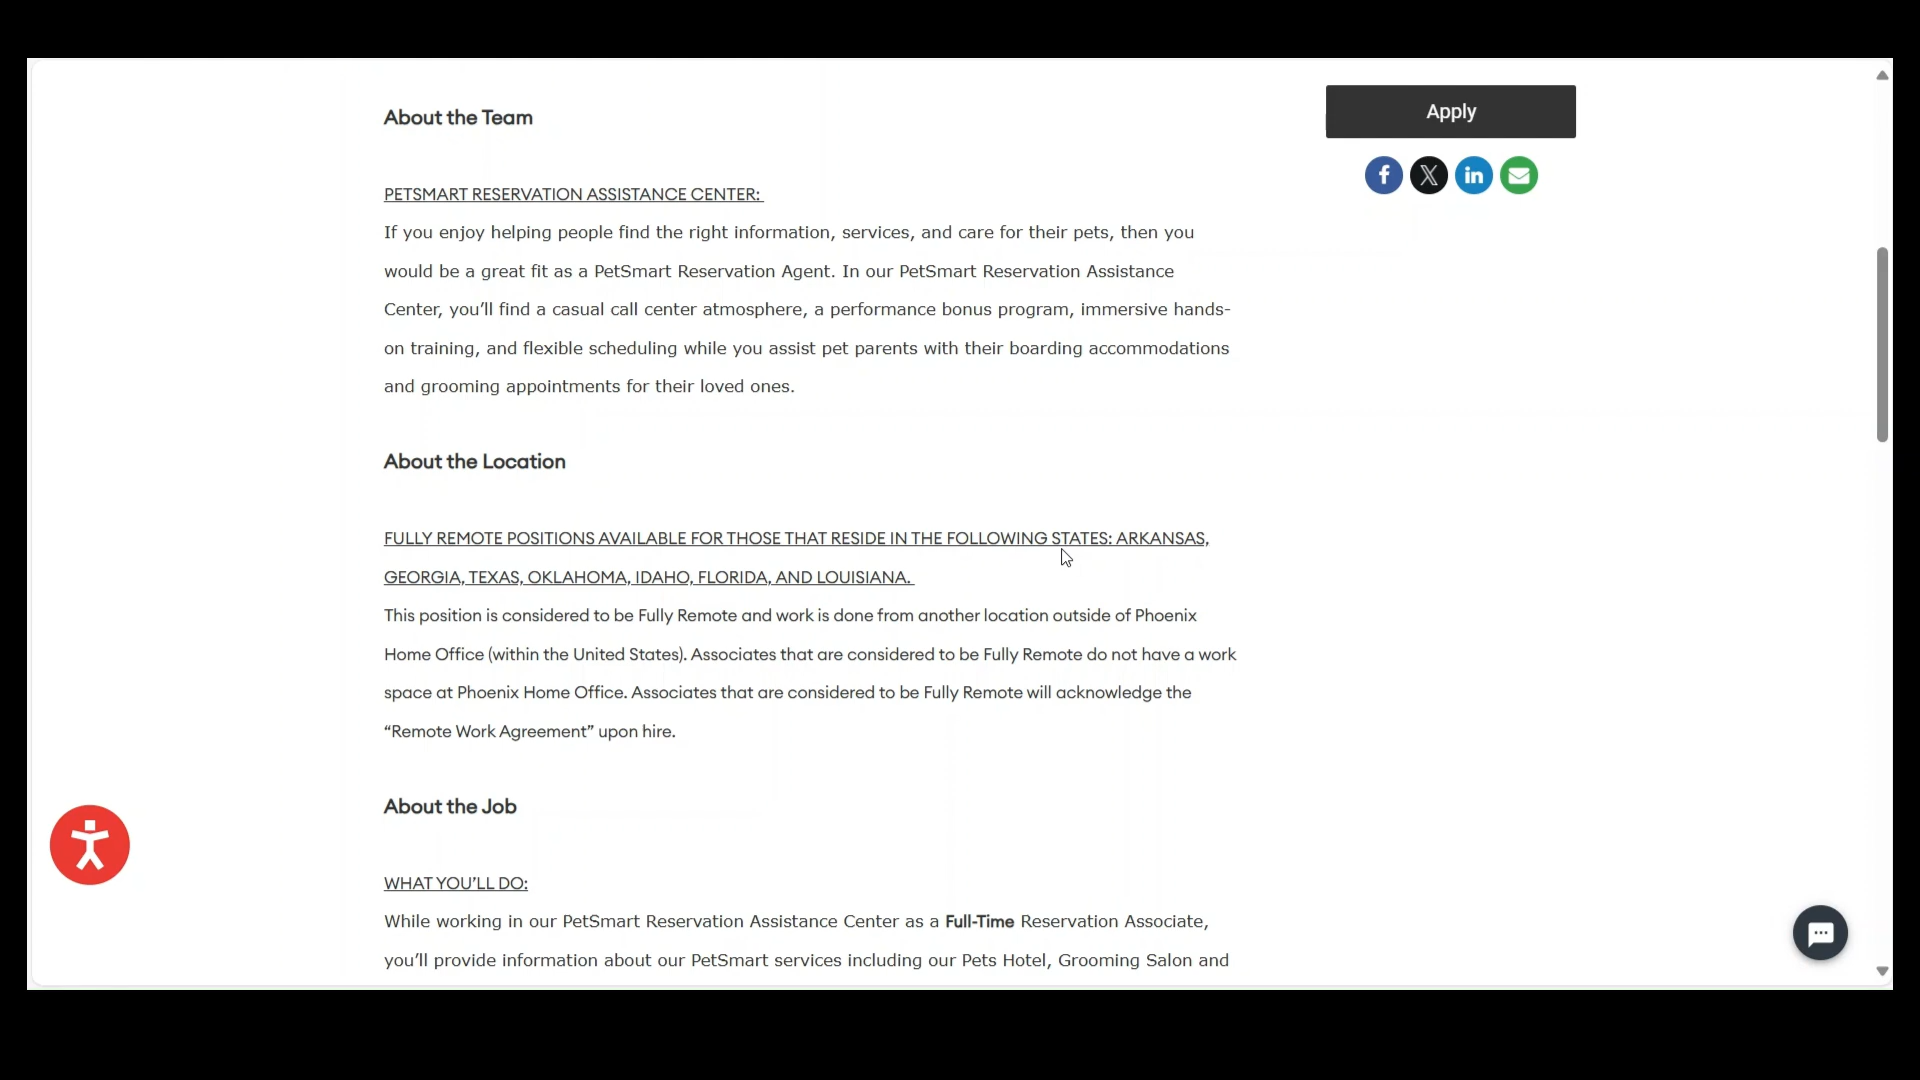 About the Team
Apply
PETSMART RESERVATION ASSISTANCE CENTER:
If you enjoy helping people find the right information, services, and care for their pets, then you
would be a great fit as a PetSmart Reservation Agent. In our PetSmart Reservation Assistance
Center, you’ll find a casual call center atmosphere, a performance bonus program, immersive hands-
on training, and flexible scheduling while you assist pet parents with their boarding accommodations
and grooming appointments for their loved ones.
About the Location
FULLY REMOTE POSITIONS AVAILABLE FOR THOSE THAT RESIDE IN THE FOLLOWING STATES: ARKANSAS,
GEORGIA, TEXAS, OKLAHOMA, IDAHO, FLORIDA, AND LOUISIANA.
This position is considered to be Fully Remote and work is done from another location outside of Phoenix
Home Office (within the United States). Associates that are considered to be Fully Remote do not have a work
space at Phoenix Home Office. Associates that are considered to be Fully Remote will acknowledge the
“Remote Work Agreement” upon hire.
About the Job
WHAT YOU’LL DO:
While working in our PetSmart Reservation Assistance Center as a Full-Time Reservation Associate,
you’ll provide information about our PetSmart services including our Pets Hotel, Grooming Salon and